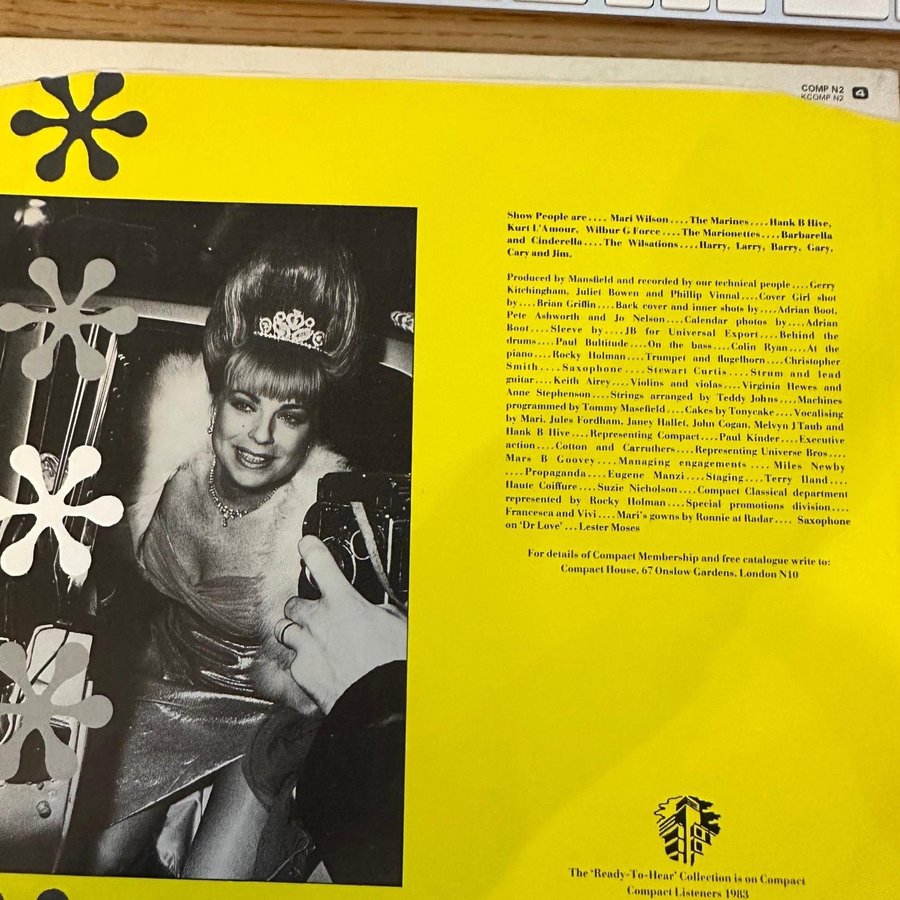 COMP N2 4
KCOMP N2
Show People are.... Mari Wilson....The Marines....Hank B Hive,
Kurt L'Amour, Wilbur G Force....The Marionettes....Barbarella
and Cinderella....The Wilsations....Harry, Larry, Barry, Gary,
Cary and Jim.
Produced by Mansfield and recorded by our technical people....Gerry
Kitchingham, Juliet Bowen and Phillip Vinnal....Cover Girl shot
by....Brian Griffin....Back cover and inner shots by....Adrian Boot,
Pete Ashworth and Jo Nelson....Calendar photos by....Adrian
Boot....Sleeve by....JB for Universal Export....Behind the
drums....Paul Bultitude....On the bass....Colin Ryan....At the
piano....Rocky Holman....Trumpet and flugelhorn....Christopher
Smith....Saxophone....Stewart Curtis....Strum and lead
guitar....Keith Airey....Violins and violas....Virginia Hewes and
Anne Stephenson....Strings arranged by Teddy Johns....Machines
programmed by Tommy Masefield....Cakes by Tonycake....Vocalising
by Mari, Jules Fordham, Janey Hallet, John Cogan, Melvyn J Taub and
Hank B Hive....Representing Compact....Paul Kinder....Executive
action....Cotton and Carruthers....Representing Universe Bros....
Mars B Goovey....Managing engagements....Miles Newby
....Propaganda....Eugene Manzi....Staging....Terry Iland....
Haute Coiffure....Suzie Nicholson....Compact Classical department
represented by Rocky Holman....Special promotions division....
Francesca and Vivi....Mari's gowns by Ronnie at Radar.... Saxophone
on 'Dr Love'...Lester Moses
For details of Compact Membership and free catalogue write to:
Compact House, 67 Onslow Gardens, London N10
The 'Ready-To-Hear' Collection is on Compact
Compact Listeners 1983